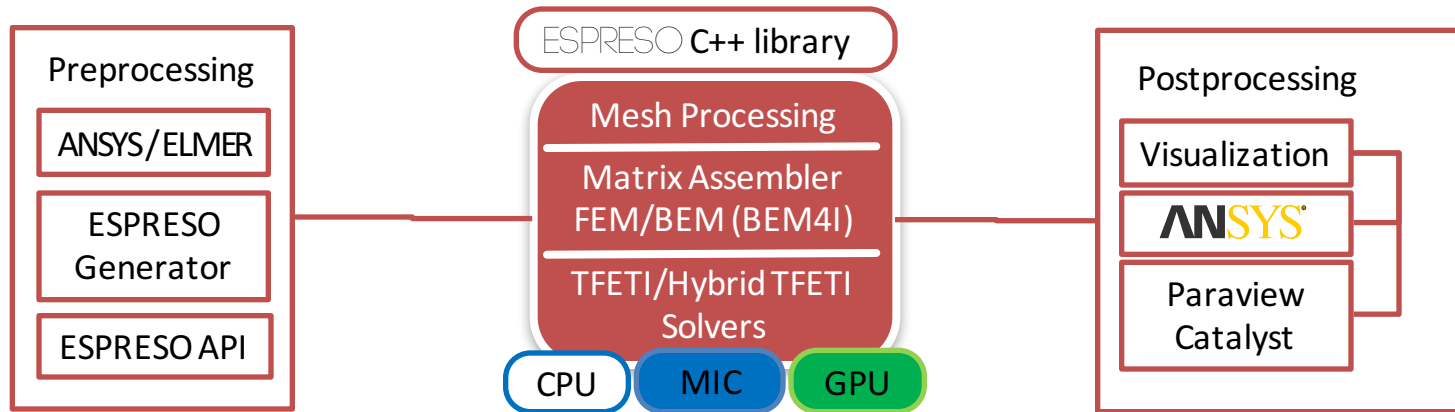 Preprocessing
ANSYS / ELMER
ESPRESO
Generator
ESPRESO API
ESPRESO C++ library
Mesh Processing
Matrix Assembler
FEM/BEM (BEM4I)
TFETI/Hybrid TFETI
Solvers
CPU
MIC
GPU
Postprocessing
Visualization
ANSYS
Paraview
Catalyst